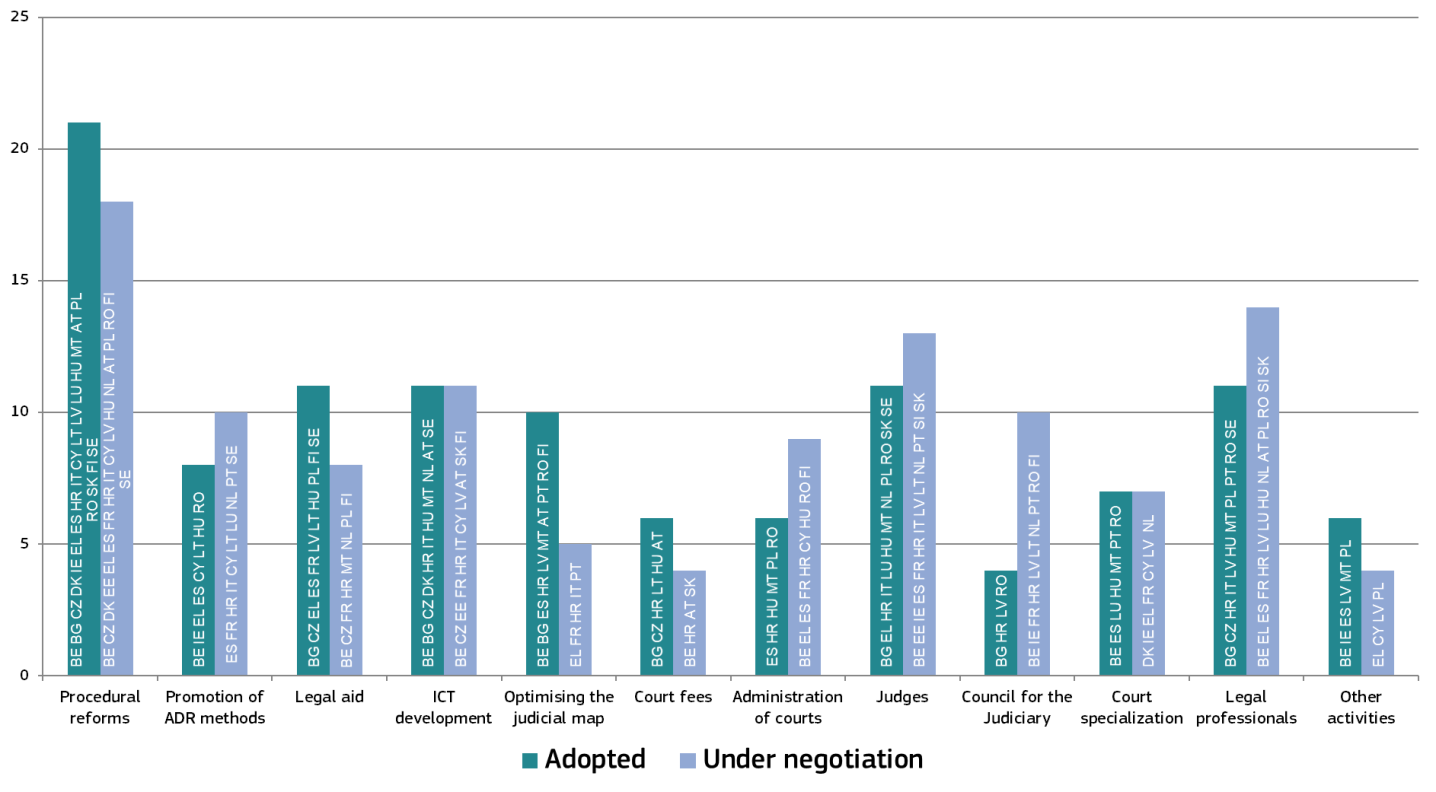 25
20
15
10
5
0
BE BG CZ DK IE EL ES HR IT CY LT LV LU HU MT AT PL
RO SK FI SE
BE CZ DK EE EL ES FR HR IT CY LV HU NL AT PL RO FI
SE
BE IE EL ES CY LT HU RO
ES FR HR IT CY LT LU NL PT SE
BG CZ EL ES FR LV LT HU PL FI SE
BE CZ FR HR MT NL PL FI
BE BG CZ DK HR IT HU MT NL AT SE
BE CZ EE FR HR IT CY LV AT SK FI
BE BG ES HR LV MT AT PT RO FI
EL FR HR IT PT
BG CZ HR LT HU AT
BE HR AT SK
ES HR HU MT PL RO
BE EL ES FR HR CY HU RO FI
BG EL HR IT LU HU MT NL PL RO SK SE
BE EE IE ES FR HR IT LV LT NL PT SI SK
BG HR LV RO
BE IE FR HR LV LT NL PT RO FI
BE ES LU HU MT PT RO
DK IE EL FR CY LV NL
BG CZ HR IT LV HU MT PL PT RO SE
BE EL ES FR HR LV LU HU NL AT PL RO SI SK
BE IE ES LV MT PL
EL CY LV PL
Procedural
reforms
Promotion of
ADR methods
Legal aid
ICT
development
Optimising the
judicial map
Court fees
Administration
of courts
Judges
Council for the
Judiciary
Court
specialization
Legal
professionals
Other
activities
Adopted
Under negotiation